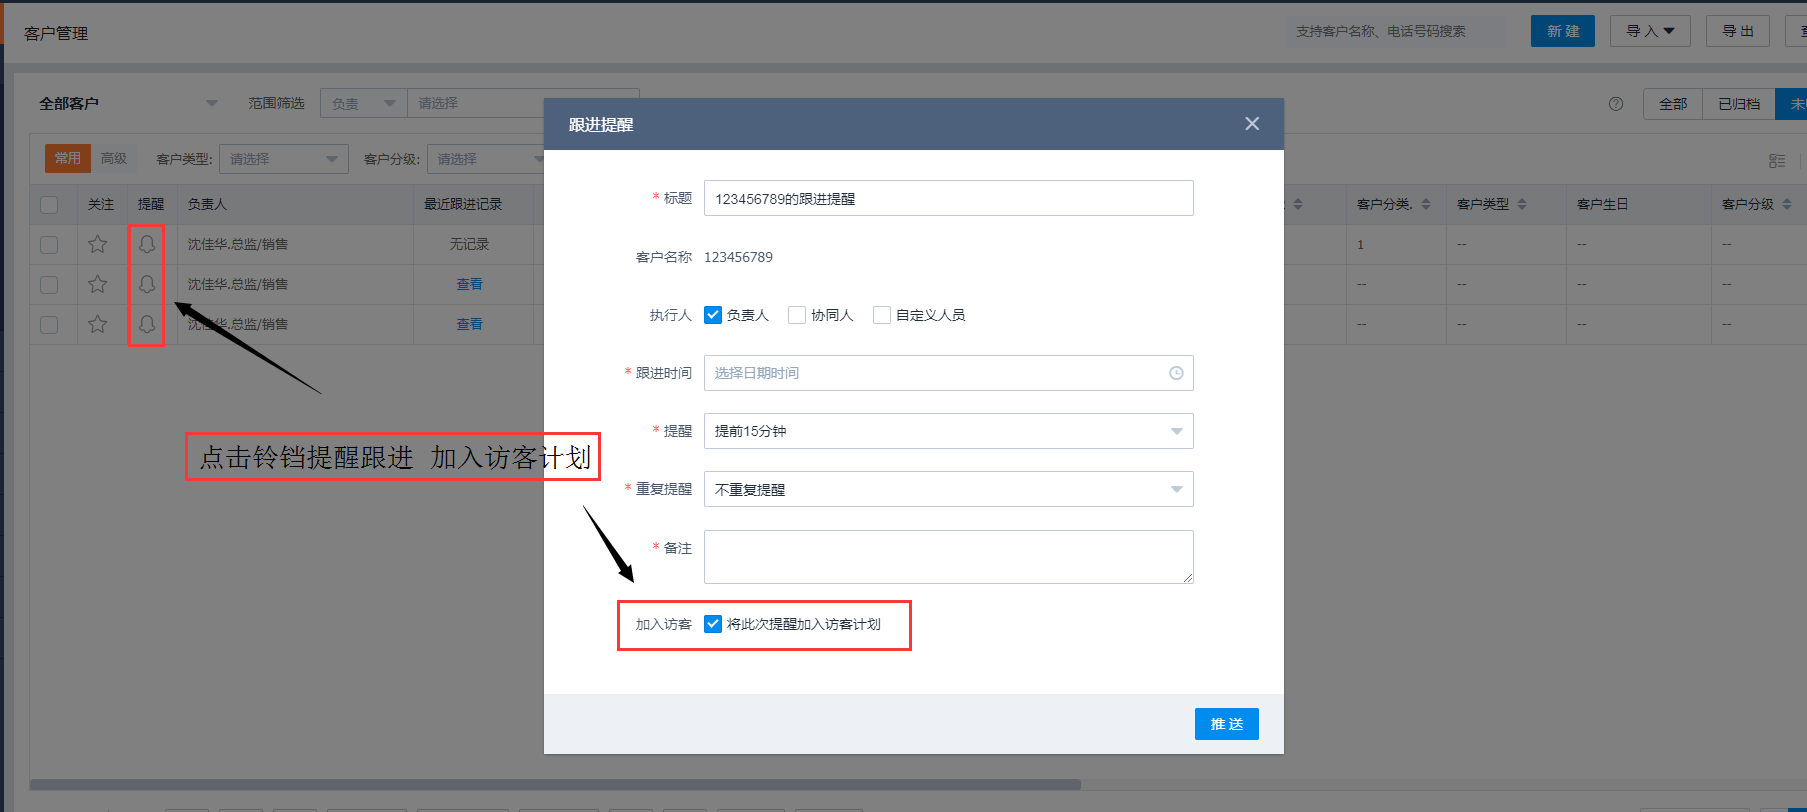 客户管理
支持客户名称、电话号码搜索
新建
导入
导出
全部客户
范围筛选
负责
请选择
全部
已归档
常用
高级
客户类型:
请选择
客户分级:
请选择
关注 提醒 负责人 最近跟进记录 客户分类. 客户类型 客户生日 客户分级
沈佳华.总监/销售 无记录 1 -- -- --
沈佳华.总监/销售 查看 -- -- -- --
沈佳华.总监/销售 查看 -- -- -- --
点击铃铛提醒跟进 加入访客计划
跟进提醒
* 标题 123456789的跟进提醒
客户名称 123456789
执行人 负责人 协同人 自定义人员
* 跟进时间 选择日期时间
* 提醒 提前15分钟
* 重复提醒 不重复提醒
* 备注
加入访客 将此次提醒加入访客计划
推送